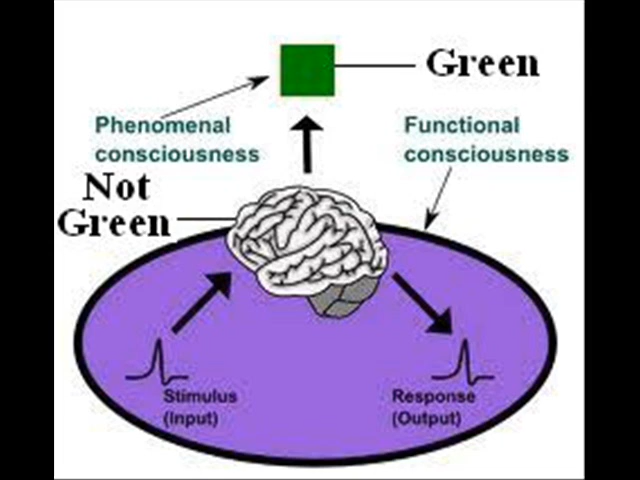 Green
Phenomenal
consciousness
Functional
consciousness
Not
Green
Stimulus
(Input)
Response
(Output)